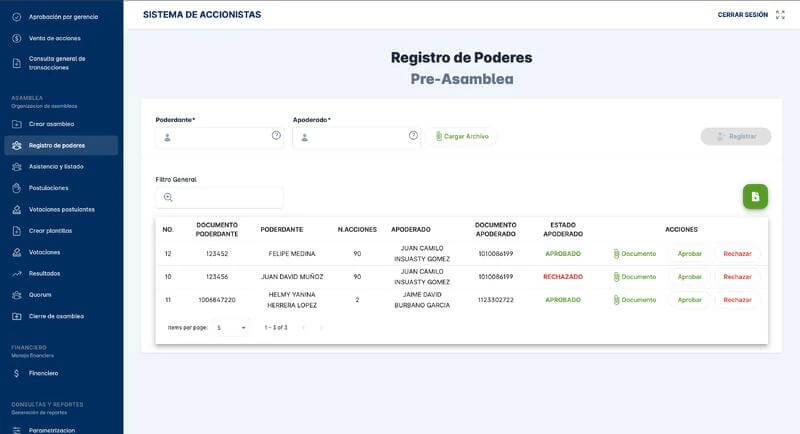 Aprobación por gerencia
Venta de acciones
Consulta general de
transacciones
ASAMBLEA
Organizacion de asambleas
Crear asamblea
Registro de poderes
Asistencia y listado
Postulaciones
Votaciones postulantes
Crear plantillas
Votaciones
Resultados
Quorum
Cierre de asamblea
FINANCIERO
Manejo financiero
Financiero
CONSULTAS Y REPORTES
Generación de reportes
Parametrizacion
SISTEMA DE ACCIONISTAS
CERRAR SESIÓN
Registro de Poderes
Pre-Asamblea
Poderdante*
Apoderado*
Cargar Archivo
Registrar
Filtro General
NO. DOCUMENTO PODERDANTE PODERDANTE N.ACCIONES APODERADO DOCUMENTO APODERADO ESTADO APODERADO ACCIONES
12 123452 FELIPE MEDINA 90 JUAN CAMILO INSUASTY GOMEZ 1010086199 APROBADO Documento Aprobar Rechazar
10 123456 JUAN DAVID MUÑOZ 90 JUAN CAMILO INSUASTY GOMEZ 1010086199 RECHAZADO Documento Aprobar Rechazar
11 1006847220 HELMY YANINA HERRERA LOPEZ 2 JAIME DAVID BURBANO GARCIA 1123302722 APROBADO Documento Aprobar Rechazar
Items per page: 5 1 – 3 of 3